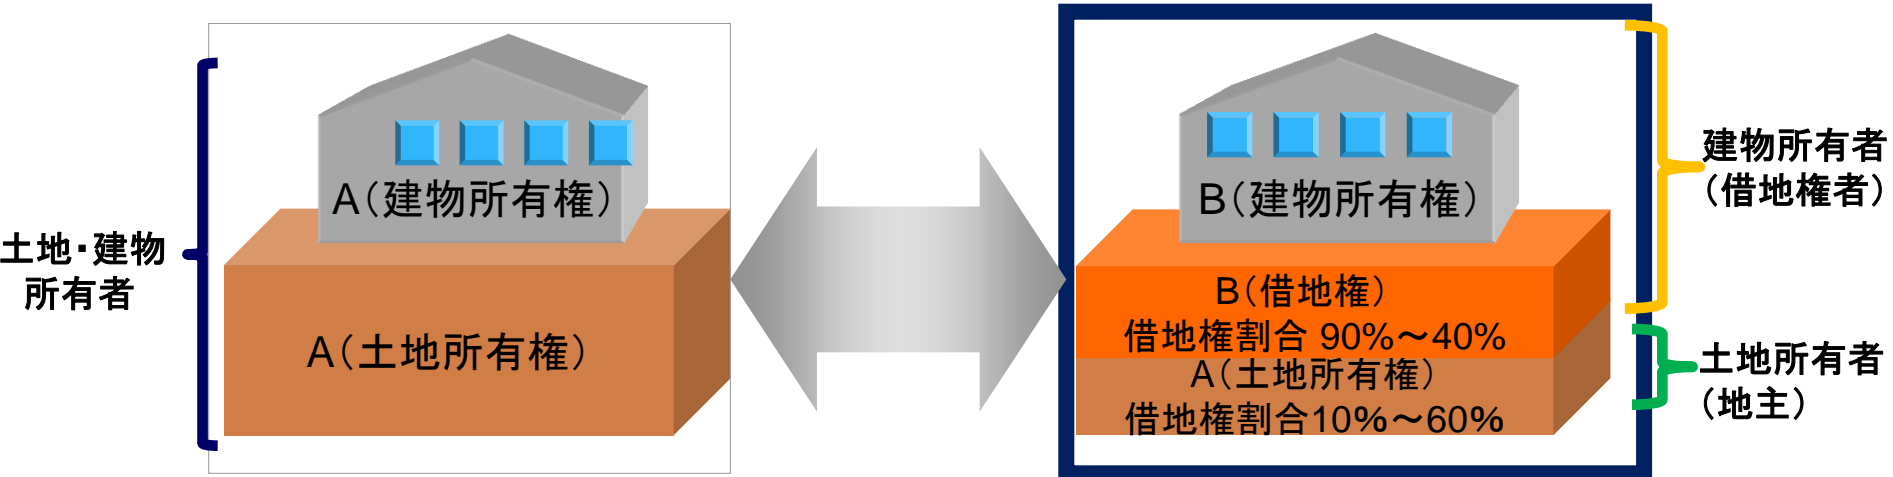 土地・建物
所有者
A（建物所有権）
A（土地所有権）
B（建物所有権）
B（借地権）
借地権割合 90%～40%
A（土地所有権）
借地権割合10%～60%
建物所有者
（借地権者）
土地所有者
（地主）